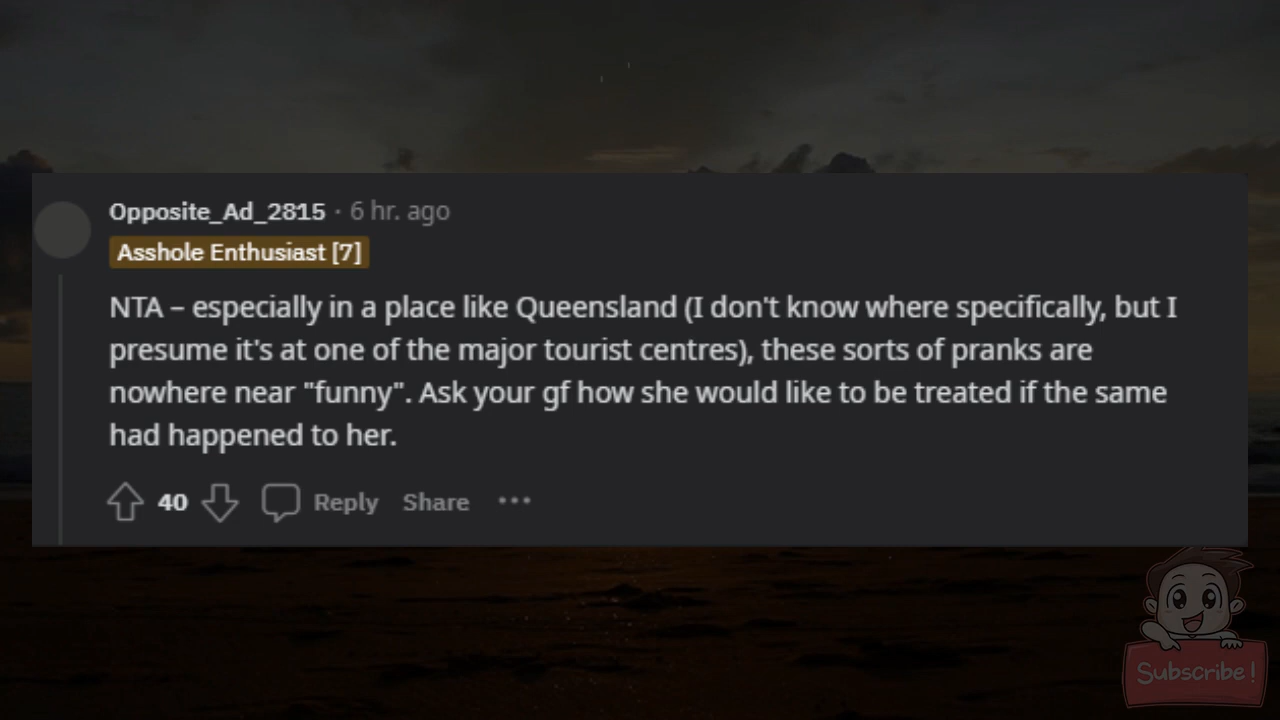 Opposite_Ad_2815 · 6 hr. ago
Asshole Enthusiast [7]
NTA – especially in a place like Queensland (I don't know where specifically, but I
presume it's at one of the major tourist centres), these sorts of pranks are
nowhere near "funny". Ask your gf how she would like to be treated if the same
had happened to her.
40 Reply Share ···
Subscribe!